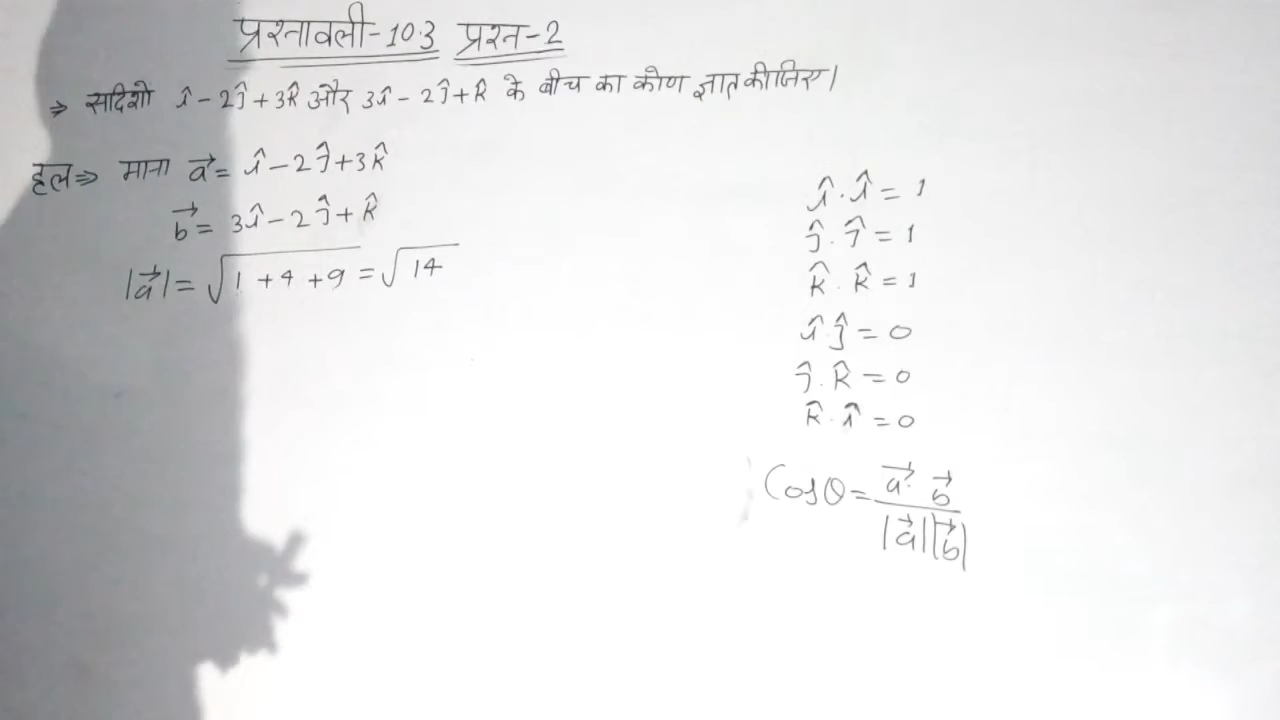 प्रश्नावली-10.3 प्रश्न-2
⇒ सदिशो î - 2ĵ + 3k̂ और 3î - 2ĵ + k̂ के बीच का कोण ज्ञात कीजिए।
हल⇒ माना a⃗ = î - 2ĵ + 3k̂
b⃗ = 3î - 2ĵ + k̂
|a⃗| = √1 + 4 + 9 = √14
î . î = 1
ĵ . ĵ = 1
k̂ . k̂ = 1
î ĵ = 0
ĵ . k̂ = 0
k̂ . î = 0
Cosθ = a⃗ . b⃗ / |a⃗||b⃗|